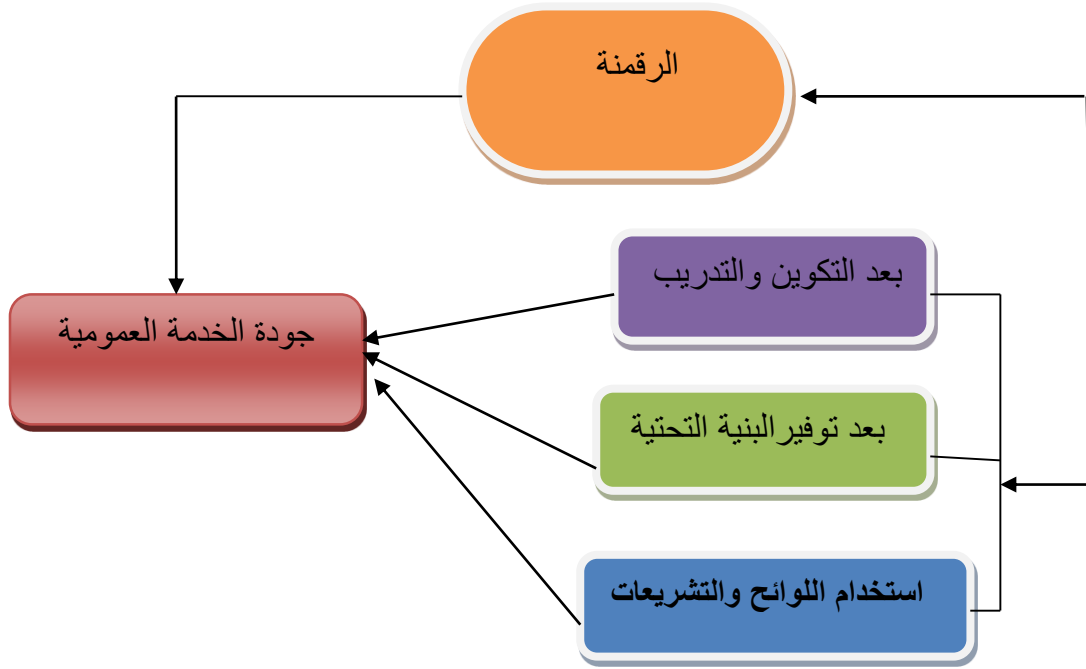 الرقمنة
بعد التكوين والتدريب
جودة الخدمة العمومية
بعد توفيرالبنية التحتية
استخدام اللوائح والتشريعات